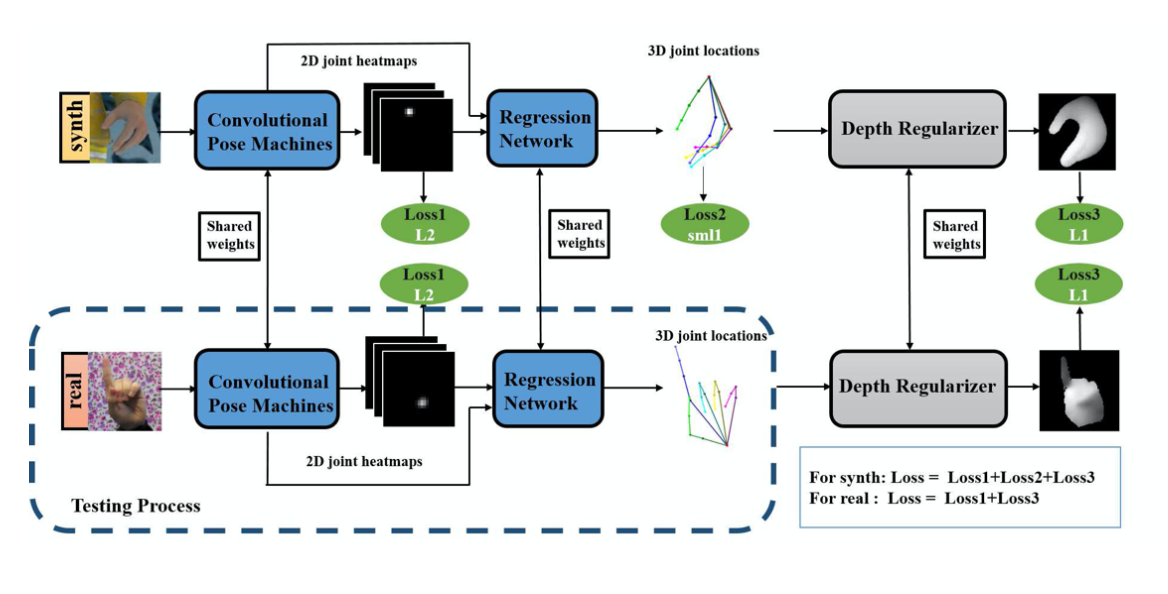 3D joint locations
2D joint heatmaps
synth
Convolutional
Pose Machines
Regression
Network
Depth Regularizer
Shared
weights
Loss1
L2
Shared
weights
Loss2
sml1
Shared
weights
Loss3
L1
Loss1
L2
Loss3
L1
3D joint locations
real
Convolutional
Pose Machines
Regression
Network
Depth Regularizer
2D joint heatmaps
Testing Process
For synth: Loss = Loss1+Loss2+Loss3
For real : Loss = Loss1+Loss3